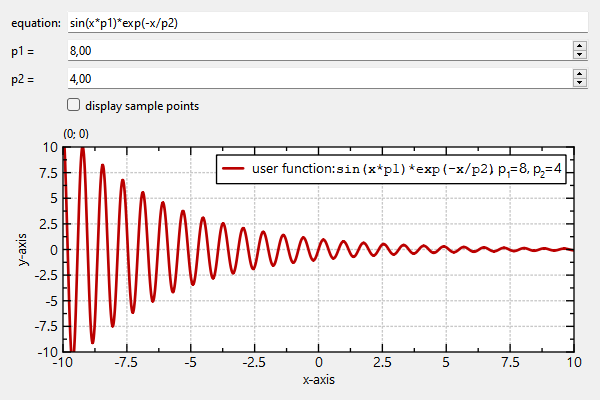 equation: sin(x*p1)*exp(-x/p2)
p1 = 8,00
p2 = 4,00
display sample points
(0; 0)
user function:sin(x*p1)*exp(-x/p2) p1=8, p2=4
10
7.5
5
2.5
0
-2.5
-5
-7.5
-10
y-axis
-10 -7.5 -5 -2.5 0 2.5 5 7.5 10
x-axis